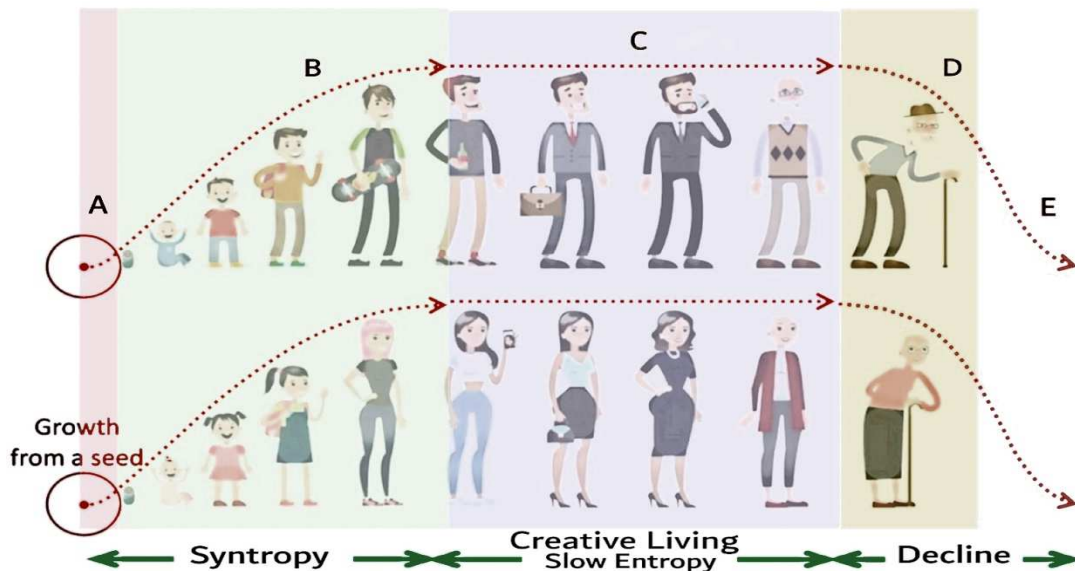 C
B
D
A
E
Growth
from a seed
Syntropy
Creative Living
Slow Entropy
Decline